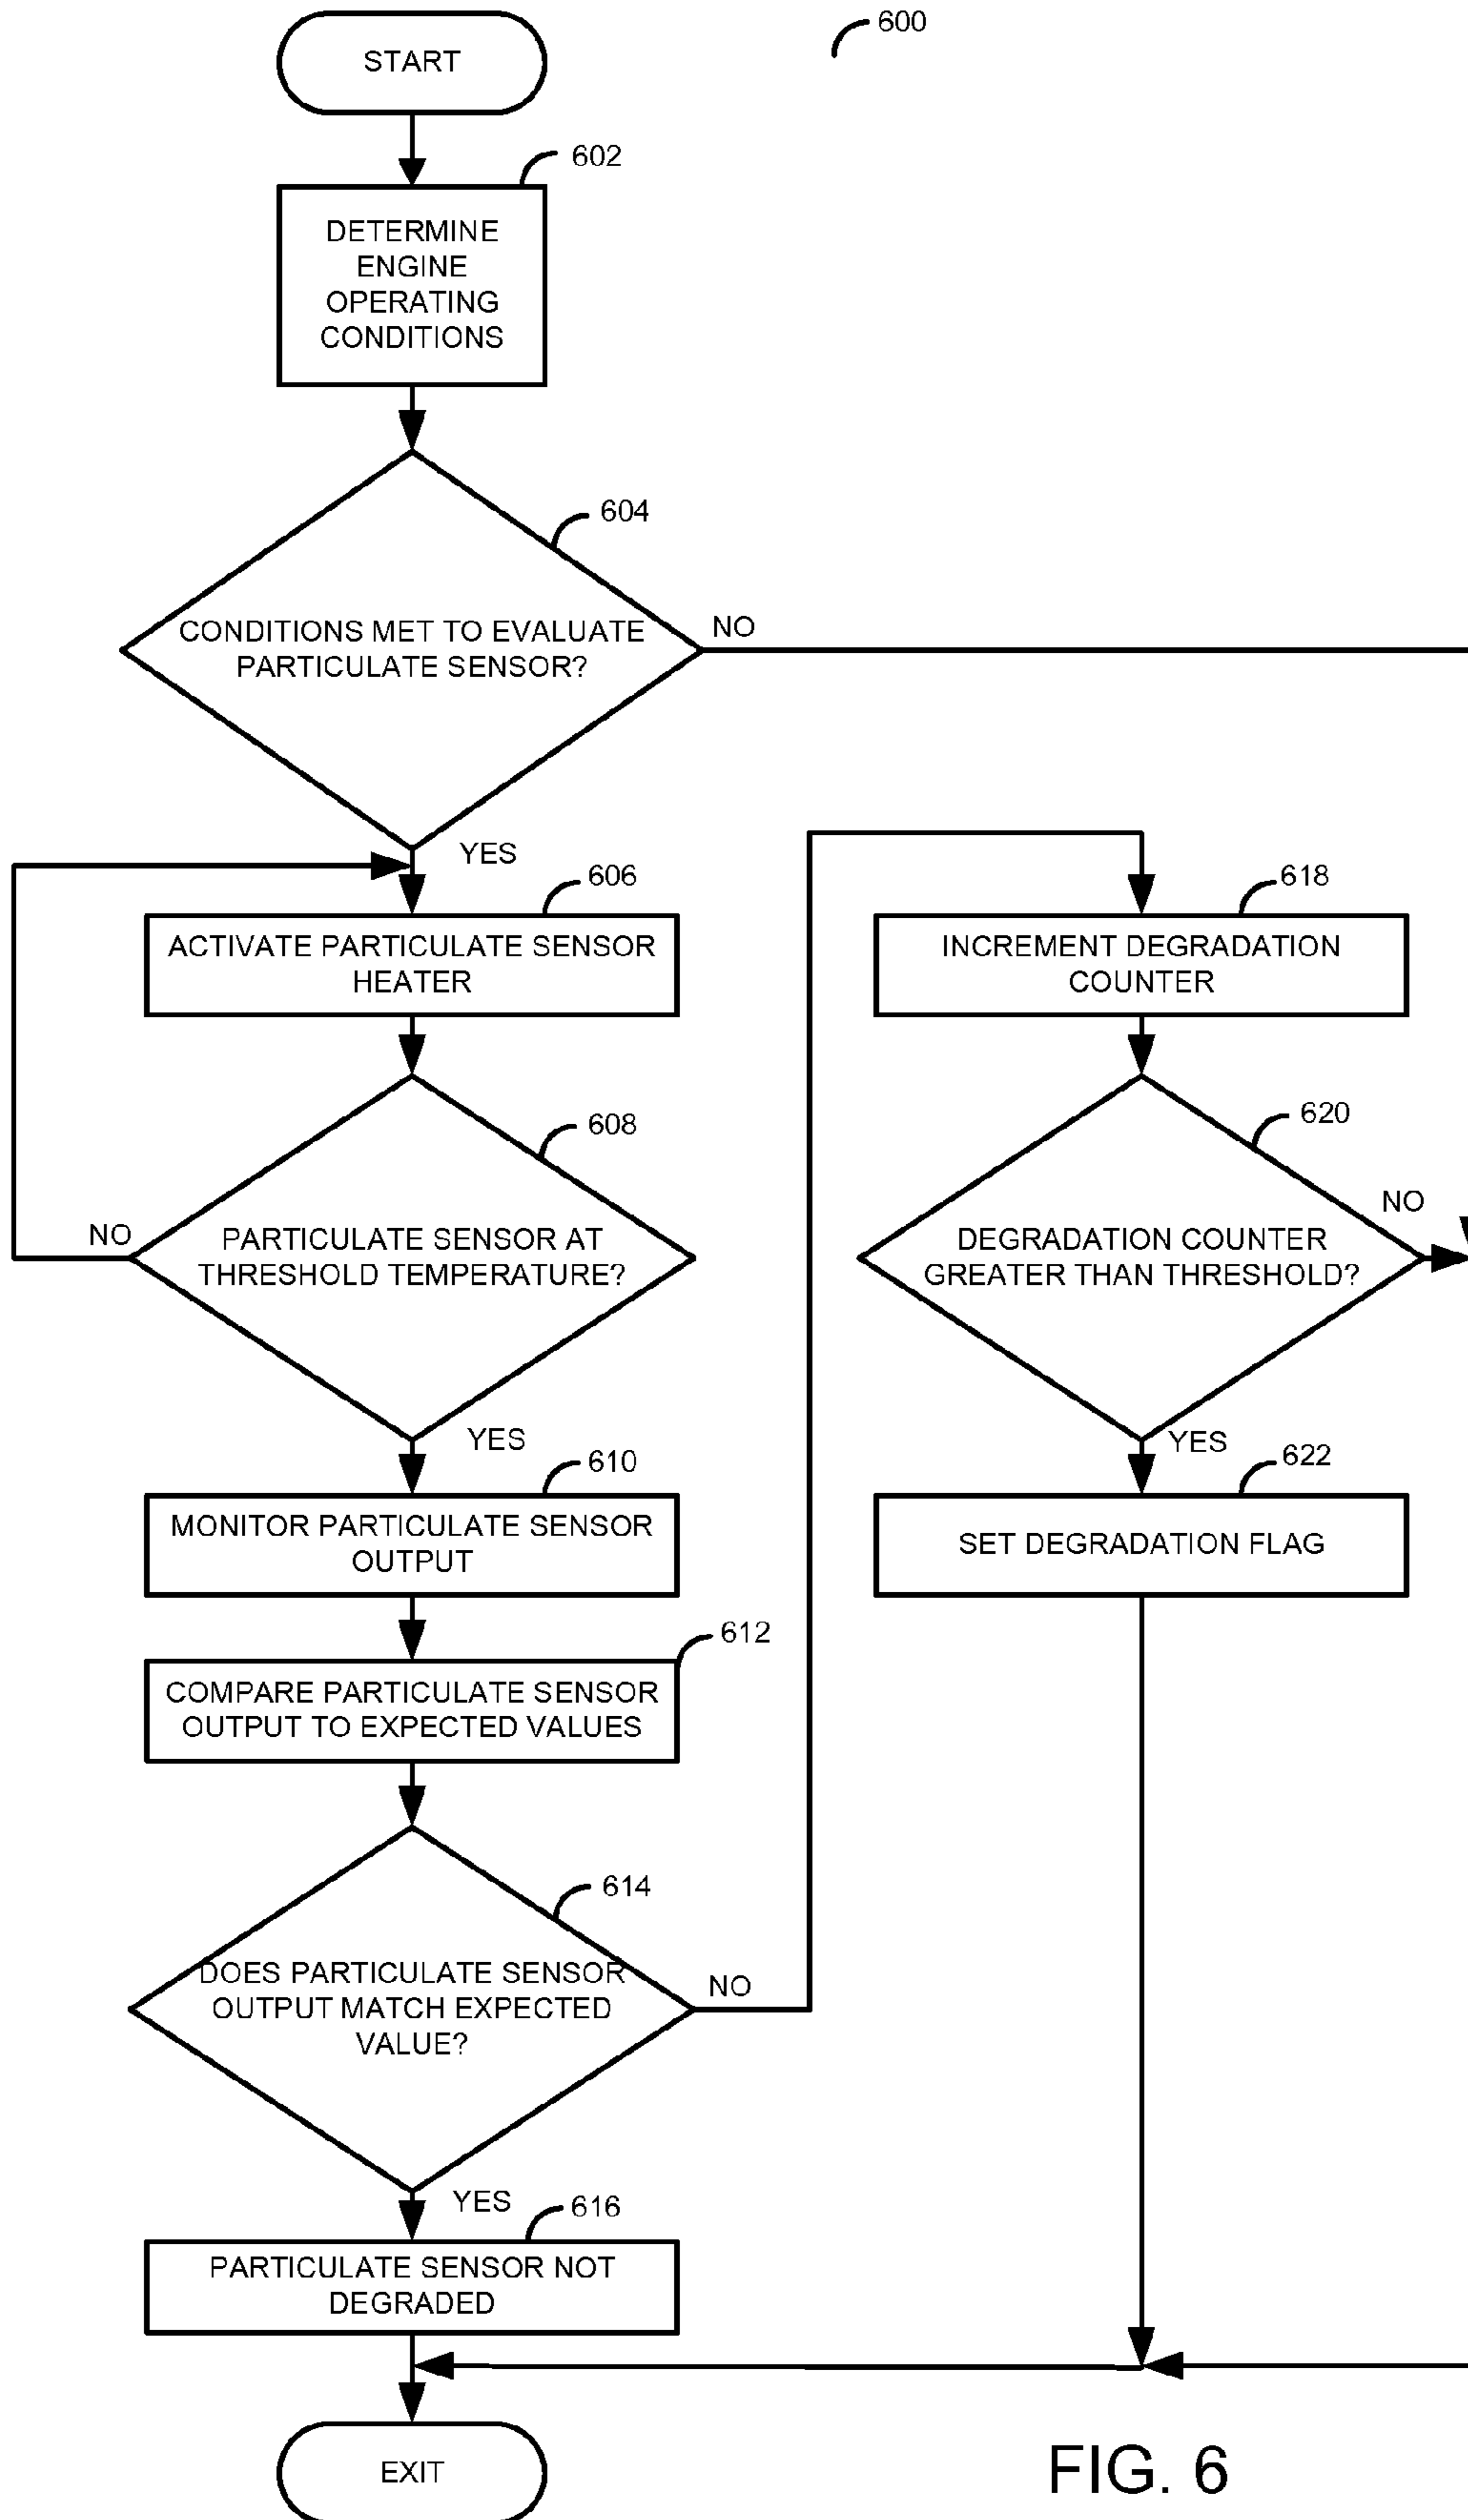 START
600
602
DETERMINE
ENGINE
OPERATING
CONDITIONS
604
CONDITIONS MET TO EVALUATE
PARTICULATE SENSOR?
NO
YES
606
ACTIVATE PARTICULATE SENSOR
HEATER
608
PARTICULATE SENSOR AT
THRESHOLD TEMPERATURE?
NO
YES
610
MONITOR PARTICULATE SENSOR
OUTPUT
612
COMPARE PARTICULATE SENSOR
OUTPUT TO EXPECTED VALUES
614
DOES PARTICULATE SENSOR
OUTPUT MATCH EXPECTED
VALUE?
NO
YES
616
PARTICULATE SENSOR NOT
DEGRADED
618
INCREMENT DEGRADATION
COUNTER
620
DEGRADATION COUNTER
GREATER THAN THRESHOLD?
NO
YES
622
SET DEGRADATION FLAG
EXIT
FIG. 6